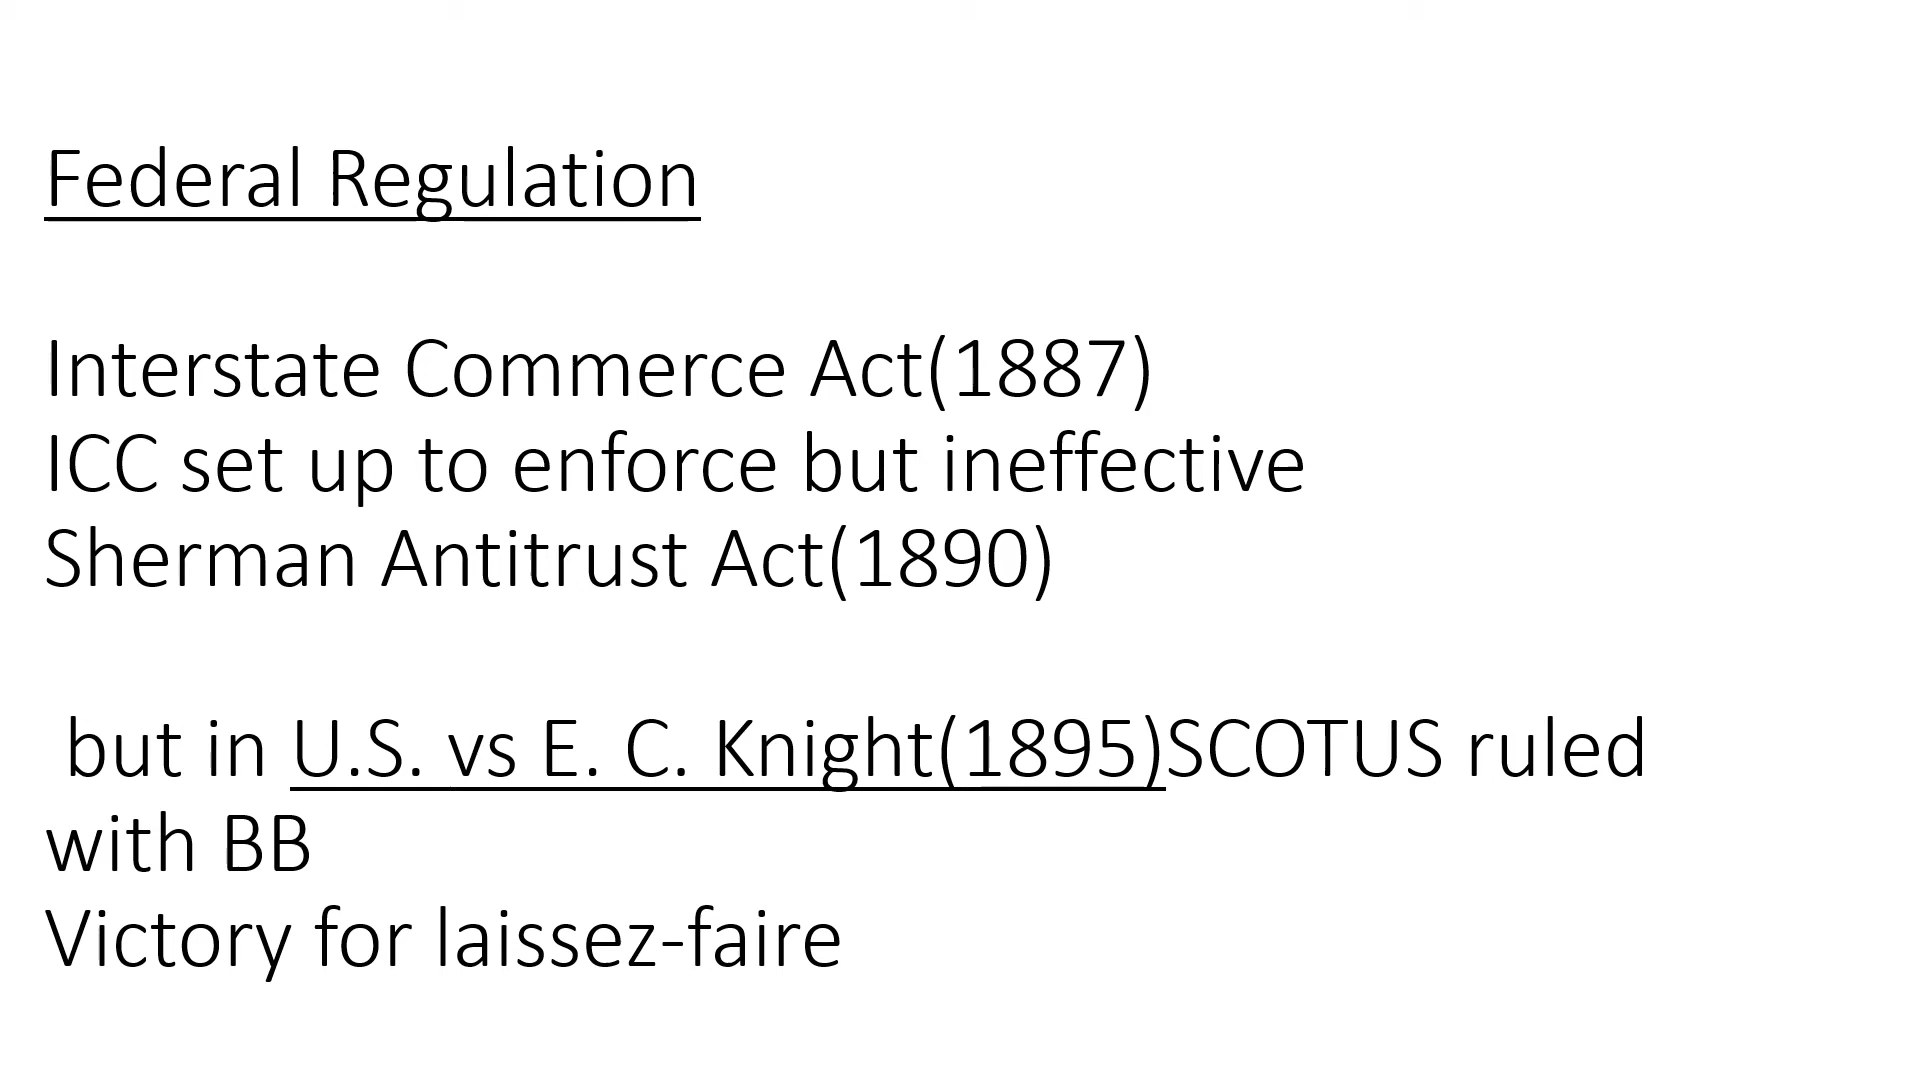 Federal Regulation
Interstate Commerce Act(1887)
ICC set up to enforce but ineffective
Sherman Antitrust Act(1890)
but in U.S. vs E. C. Knight(1895)SCOTUS ruled
with BB
Victory for laissez-faire